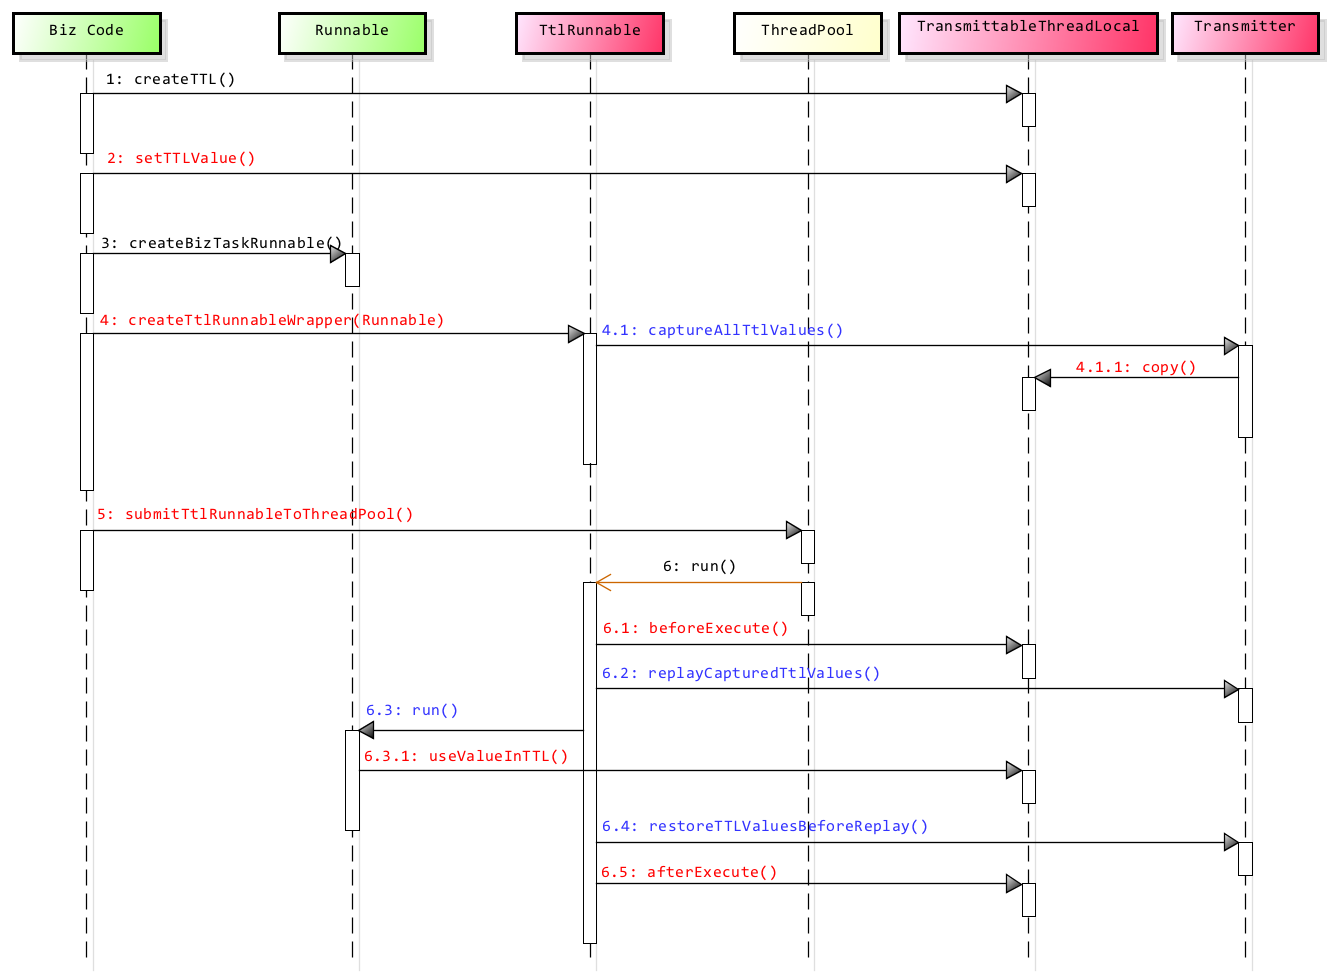 Biz Code
Runnable
TtlRunnable
ThreadPool
TransmittableThreadLocal
Transmitter
1: createTTL()
2: setTTLValue()
3: createBizTaskRunnable()
4: createTtlRunnableWrapper(Runnable)
4.1: captureAllTtlValues()
4.1.1: copy()
5: submitTtlRunnableToThreadPool()
6: run()
6.1: beforeExecute()
6.2: replayCapturedTtlValues()
6.3: run()
6.3.1: useValueInTTL()
6.4: restoreTTLValuesBeforeReplay()
6.5: afterExecute()